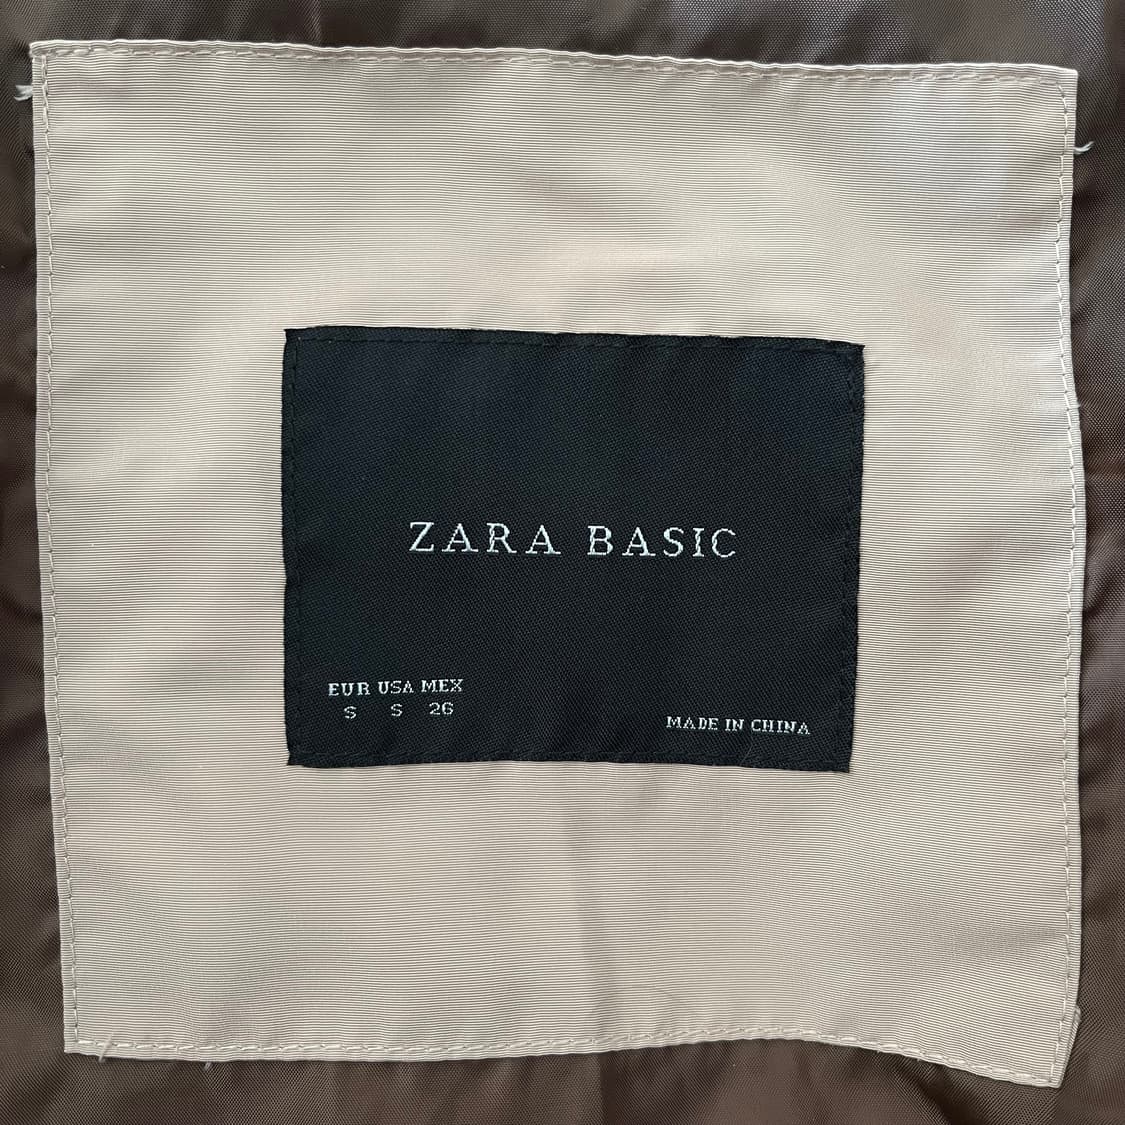 ZARA BASIC
EUR USA MEX
S S 26
MADE IN CHINA